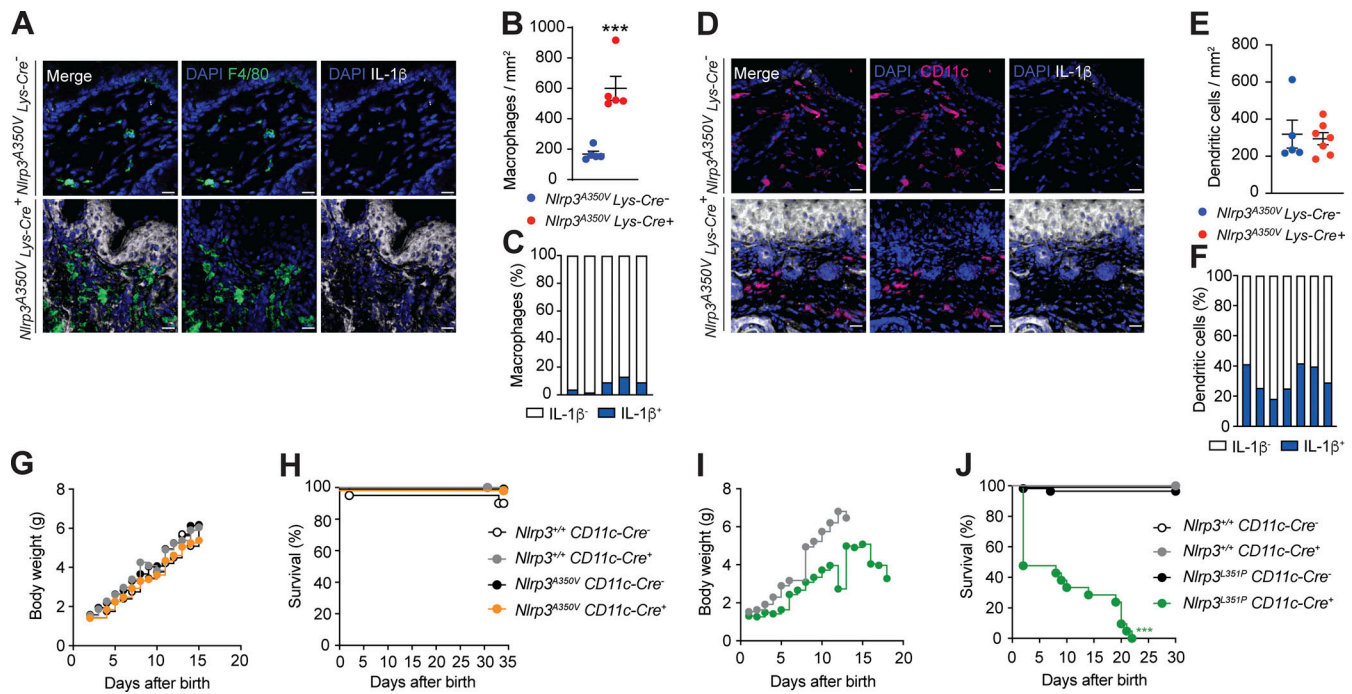 A
Nlrp3A350V Lys-Cre-
Merge
DAPI F4/80
DAPI IL-1β
Nlrp3A350V Lys-Cre+
B
***
Macrophages / mm2
1000
800
600
400
200
0
Nlrp3A350V Lys-Cre-
Nlrp3A350V Lys-Cre+
C
Macrophages (%)
100
80
60
40
20
0
IL-1β- IL-1β+
D
Nlrp3A350V Lys-Cre-
Merge
DAPI CD11c
DAPI IL-1β
Nlrp3A350V Lys-Cre+
E
Dendritic cells / mm2
800
600
400
200
0
Nlrp3A350V Lys-Cre-
Nlrp3A350V Lys-Cre+
F
Dendritic cells (%)
100
80
60
40
20
0
IL-1β- IL-1β+
G
Body weight (g)
8
6
4
2
0
0 5 10 15 20
Days after birth
H
Survival (%)
100
80
60
40
20
0
0 5 10 15 20 25 30 35
Days after birth
Nlrp3+/+ CD11c-Cre-
Nlrp3+/+ CD11c-Cre+
Nlrp3A350V CD11c-Cre-
Nlrp3A350V CD11c-Cre+
I
Body weight (g)
8
6
4
2
0
0 5 10 15 20
Days after birth
J
Survival (%)
100
80
60
40
20
0
0 10 20 30
Days after birth
***
Nlrp3+/+ CD11c-Cre-
Nlrp3+/+ CD11c-Cre+
Nlrp3L351P CD11c-Cre-
Nlrp3L351P CD11c-Cre+